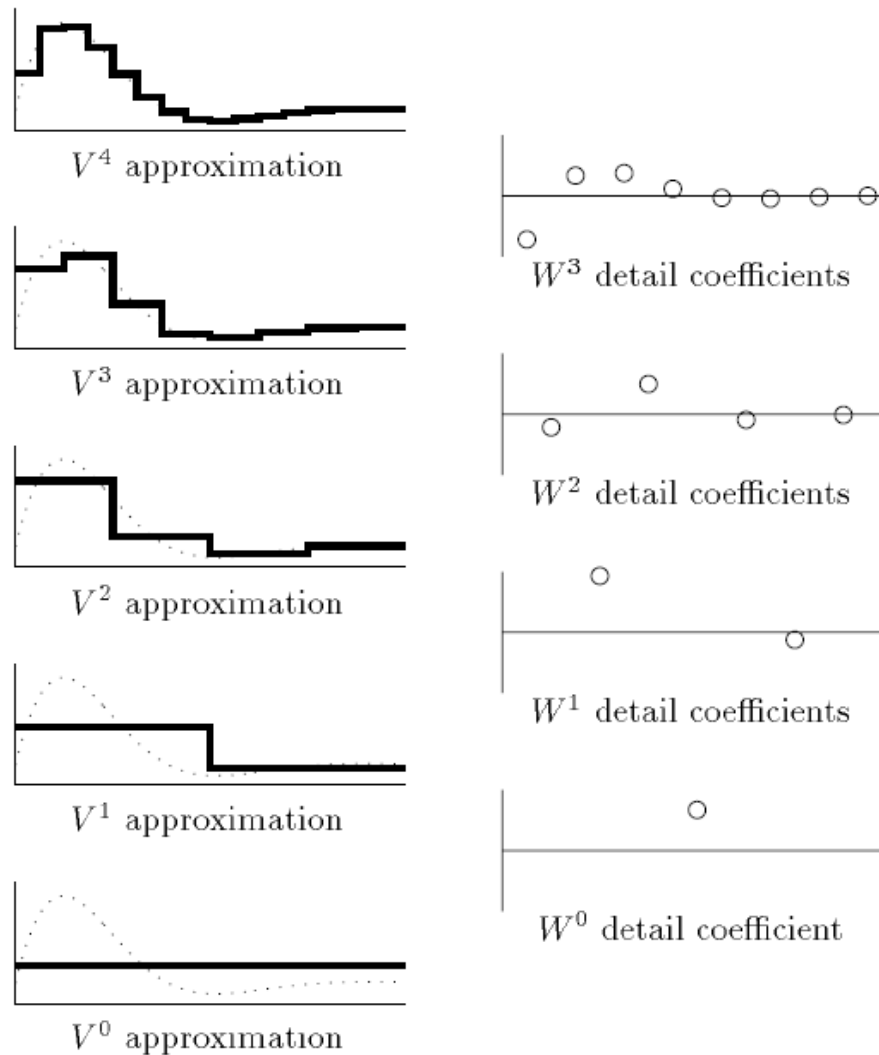 V⁴ approximation
W³ detail coefficients
V³ approximation
W² detail coefficients
V² approximation
W¹ detail coefficients
V¹ approximation
W⁰ detail coefficient
V⁰ approximation